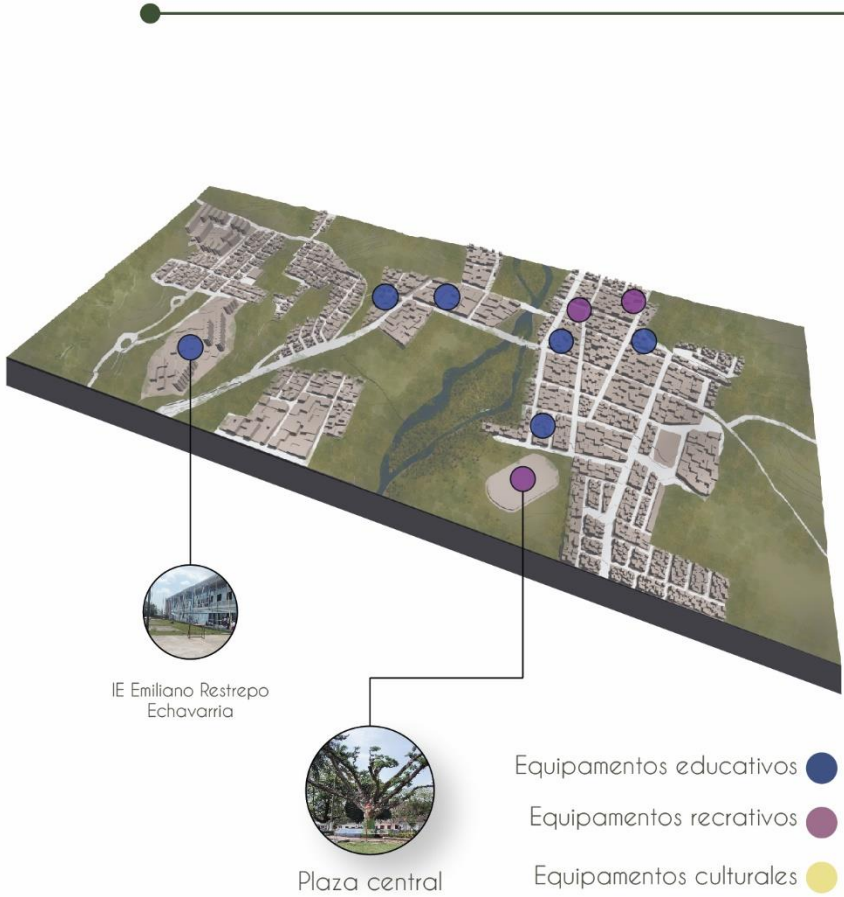 IE Emiliano Restrepo
Echavarria
Plaza central
Equipamentos educativos
Equipamentos recrativos
Equipamentos culturales